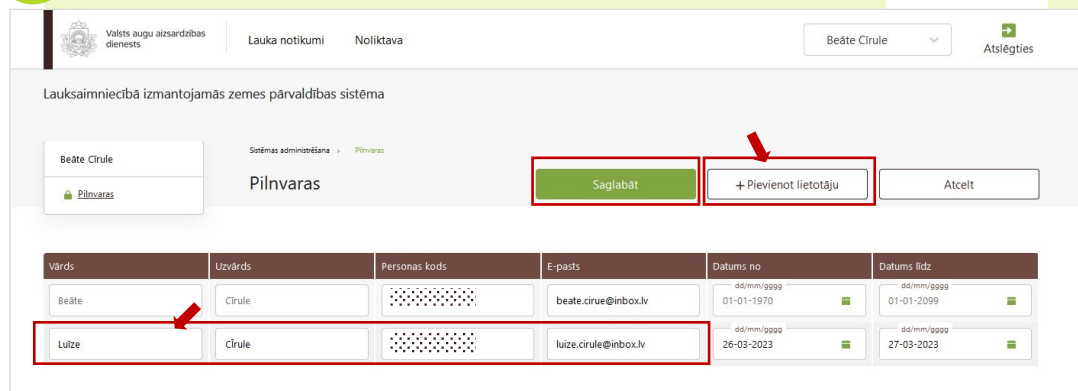 Valsts augu aizsardzības
dienests
Lauka notikumi
Noliktava
Beāte Cīrule
Atslēgties
Lauksaimniecībā izmantojamās zemes pārvaldības sistēma
Beāte Cīrule
Pilnvaras
Sistēmas administrēšana › Pilnvaras
Pilnvaras
Saglabāt
+ Pievienot lietotāju
Atcelt
Vārds Uzvārds Personas kods E-pasts Datums no Datums līdz
dd/mm/gggg dd/mm/gggg
Beāte Cīrule beate.cirue@inbox.lv 01-01-1970 01-01-2099
dd/mm/gggg dd/mm/gggg
Luīze Cīrule luize.cirule@inbox.lv 26-03-2023 27-03-2023